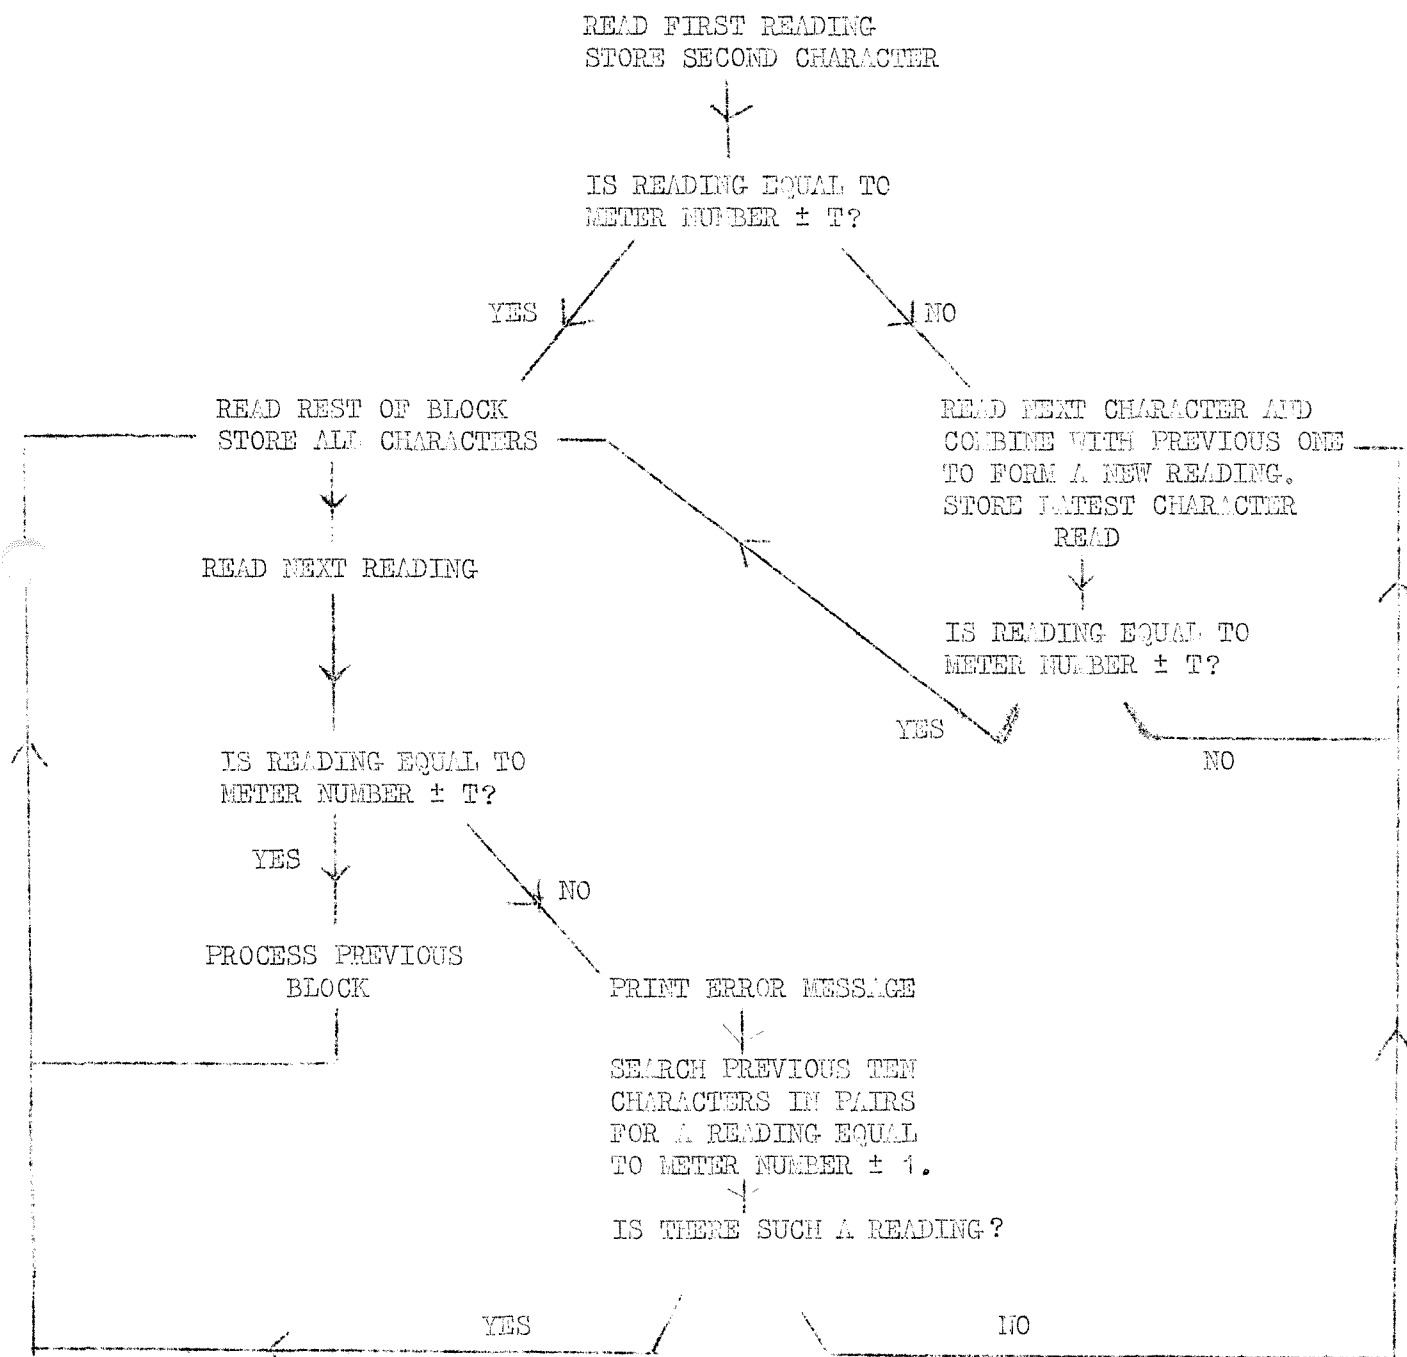 READ FIRST READING
STORE SECOND CHARACTER
IS READING EQUAL TO
METER NUMBER ± T?
YES
NO
READ REST OF BLOCK
STORE ALL CHARACTERS
READ NEXT CHARACTER AND
COMBINE WITH PREVIOUS ONE
TO FORM A NEW READING.
STORE LATEST CHARACTER
READ
READ NEXT READING
IS READING EQUAL TO
METER NUMBER ± T?
YES
NO
IS READING EQUAL TO
METER NUMBER ± T?
YES
NO
PROCESS PREVIOUS
BLOCK
PRINT ERROR MESSAGE
SEARCH PREVIOUS TEN
CHARACTERS IN PAIRS
FOR A READING EQUAL
TO METER NUMBER ± 1.
IS THERE SUCH A READING?
YES
NO